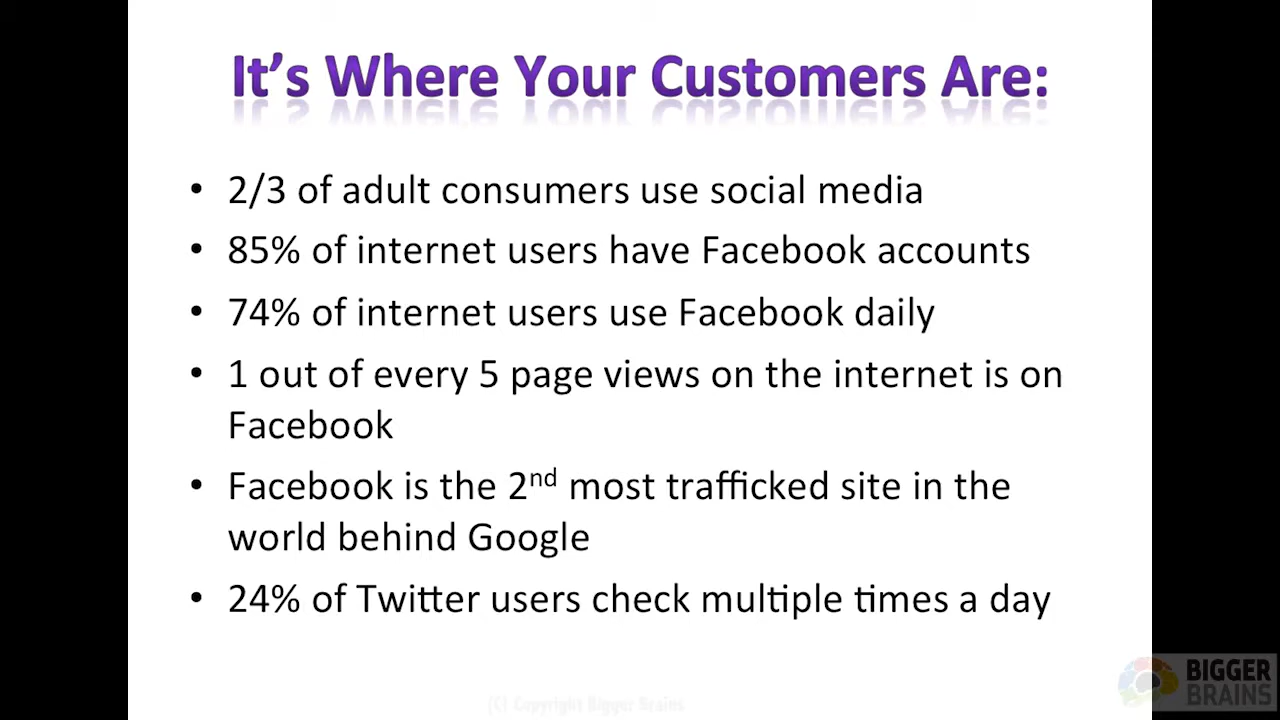 It's Where Your Customers Are:
• 2/3 of adult consumers use social media
• 85% of internet users have Facebook accounts
• 74% of internet users use Facebook daily
• 1 out of every 5 page views on the internet is on
Facebook
• Facebook is the 2nd most trafficked site in the
world behind Google
• 24% of Twitter users check multiple times a day
(C) Copyright Bigger Brains
BIGGER
BRAINS